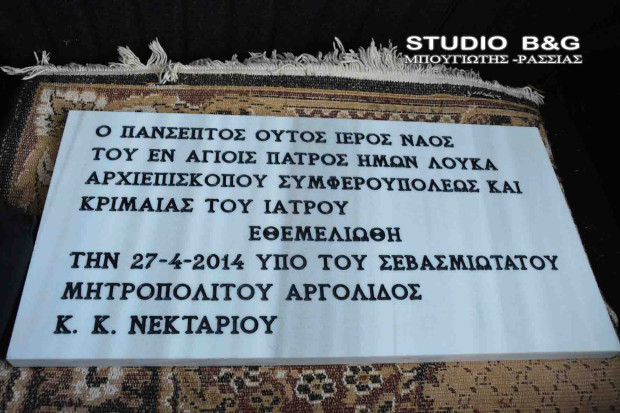 STUDIO B&G
ΜΠΟΥΓΙΩΤΗΣ -ΡΑΣΣΙΑΣ
Ο ΠΑΝΣΕΠΤΟΣ ΟΥΤΟΣ ΙΕΡΟΣ ΝΑΟΣ
ΤΟΥ ΕΝ ΑΓΙΟΙΣ ΠΑΤΡΟΣ ΗΜΩΝ ΛΟΥΚΑ
ΑΡΧΙΕΠΙΣΚΟΠΟΥ ΣΥΜΦΕΡΟΥΠΟΛΕΩΣ ΚΑΙ
ΚΡΙΜΑΙΑΣ ΤΟΥ ΙΑΤΡΟΥ
ΕΘΕΜΕΛΙΩΘΗ
ΤΗΝ 27-4-2014 ΥΠΟ ΤΟΥ ΣΕΒΑΣΜΙΩΤΑΤΟΥ
ΜΗΤΡΟΠΟΛΙΤΟΥ ΑΡΓΟΛΙΔΟΣ
Κ. Κ. ΝΕΚΤΑΡΙΟΥ